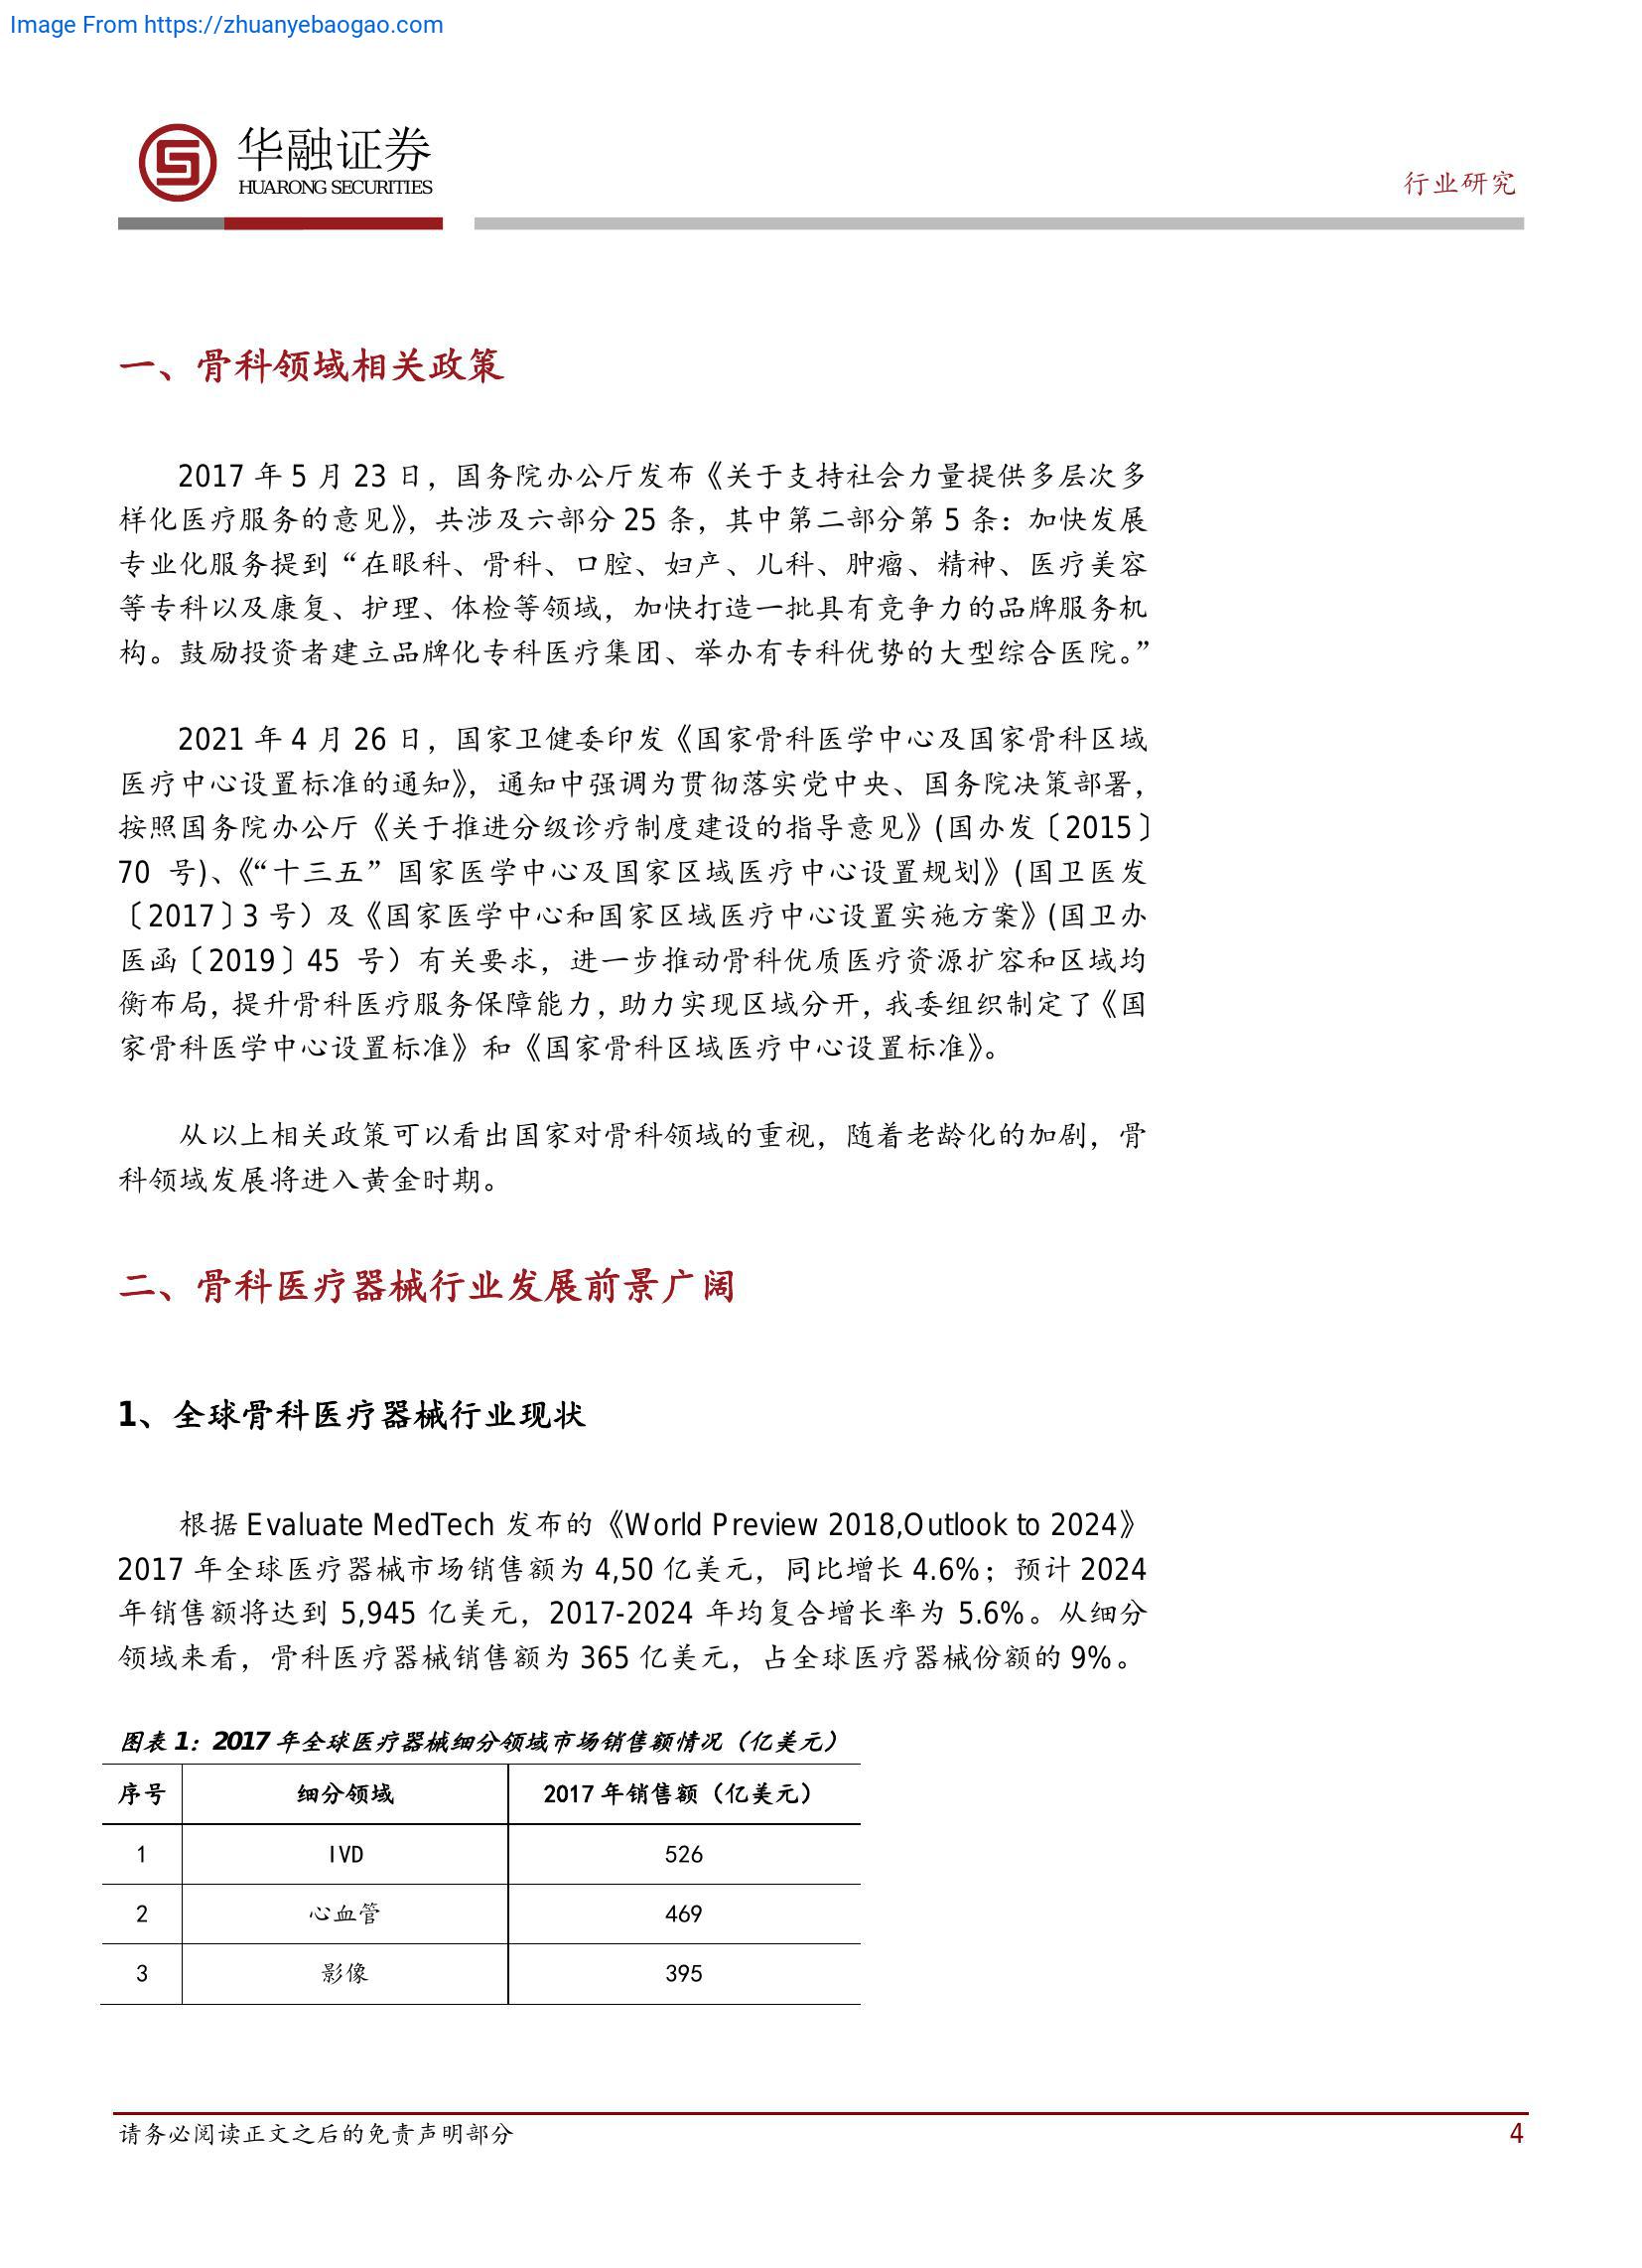 Image From https://zhuanyebaogao.com
华融证券
HUARONG SECURITIES
行业研究
一、骨科领域相关政策
2017 年 5 月 23 日，国务院办公厅发布《关于支持社会力量提供多层次多
样化医疗服务的意见》，共涉及六部分 25 条，其中第二部分第 5 条：加快发展
专业化服务提到“在眼科、骨科、口腔、妇产、儿科、肿瘤、精神、医疗美容
等专科以及康复、护理、体检等领域，加快打造一批具有竞争力的品牌服务机
构。鼓励投资者建立品牌化专科医疗集团、举办有专科优势的大型综合医院。”
2021 年 4 月 26 日，国家卫健委印发《国家骨科医学中心及国家骨科区域
医疗中心设置标准的通知》，通知中强调为贯彻落实党中央、国务院决策部署，
按照国务院办公厅《关于推进分级诊疗制度建设的指导意见》(国办发〔2015〕
70 号)、《“十三五”国家医学中心及国家区域医疗中心设置规划》(国卫医发
〔2017〕3 号）及《国家医学中心和国家区域医疗中心设置实施方案》(国卫办
医函〔2019〕45 号）有关要求，进一步推动骨科优质医疗资源扩容和区域均
衡布局，提升骨科医疗服务保障能力，助力实现区域分开，我委组织制定了《国
家骨科医学中心设置标准》和《国家骨科区域医疗中心设置标准》。
从以上相关政策可以看出国家对骨科领域的重视，随着老龄化的加剧，骨
科领域发展将进入黄金时期。
二、骨科医疗器械行业发展前景广阔
1、全球骨科医疗器械行业现状
根据 Evaluate MedTech 发布的《World Preview 2018,Outlook to 2024》
2017 年全球医疗器械市场销售额为 4,50 亿美元，同比增长 4.6%；预计 2024
年销售额将达到 5,945 亿美元，2017-2024 年均复合增长率为 5.6%。从细分
领域来看，骨科医疗器械销售额为 365 亿美元，占全球医疗器械份额的 9%。
图表 1：2017 年全球医疗器械细分领域市场销售额情况（亿美元）
序号 细分领域 2017 年销售额（亿美元）
1 IVD 526
2 心血管 469
3 影像 395
请务必阅读正文之后的免责声明部分 4